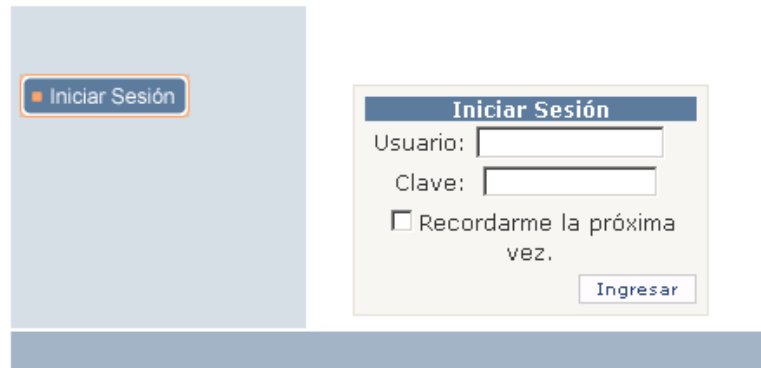 Iniciar Sesión
Iniciar Sesión
Usuario:
Clave:
Recordarme la próxima
vez.
Ingresar